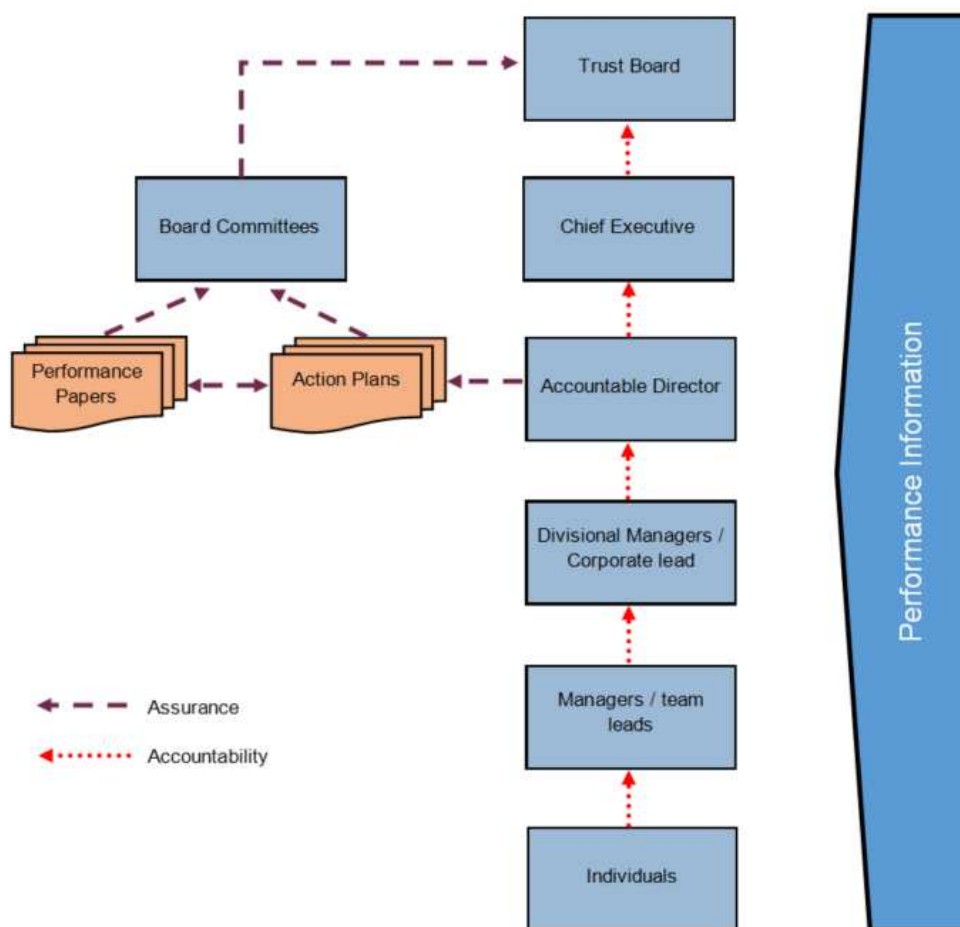 Trust Board
Board Committees
Chief Executive
Performance
Papers
Action Plans
Accountable Director
Divisional Managers /
Corporate lead
Managers / team
leads
Individuals
Assurance
Accountability
Performance Information